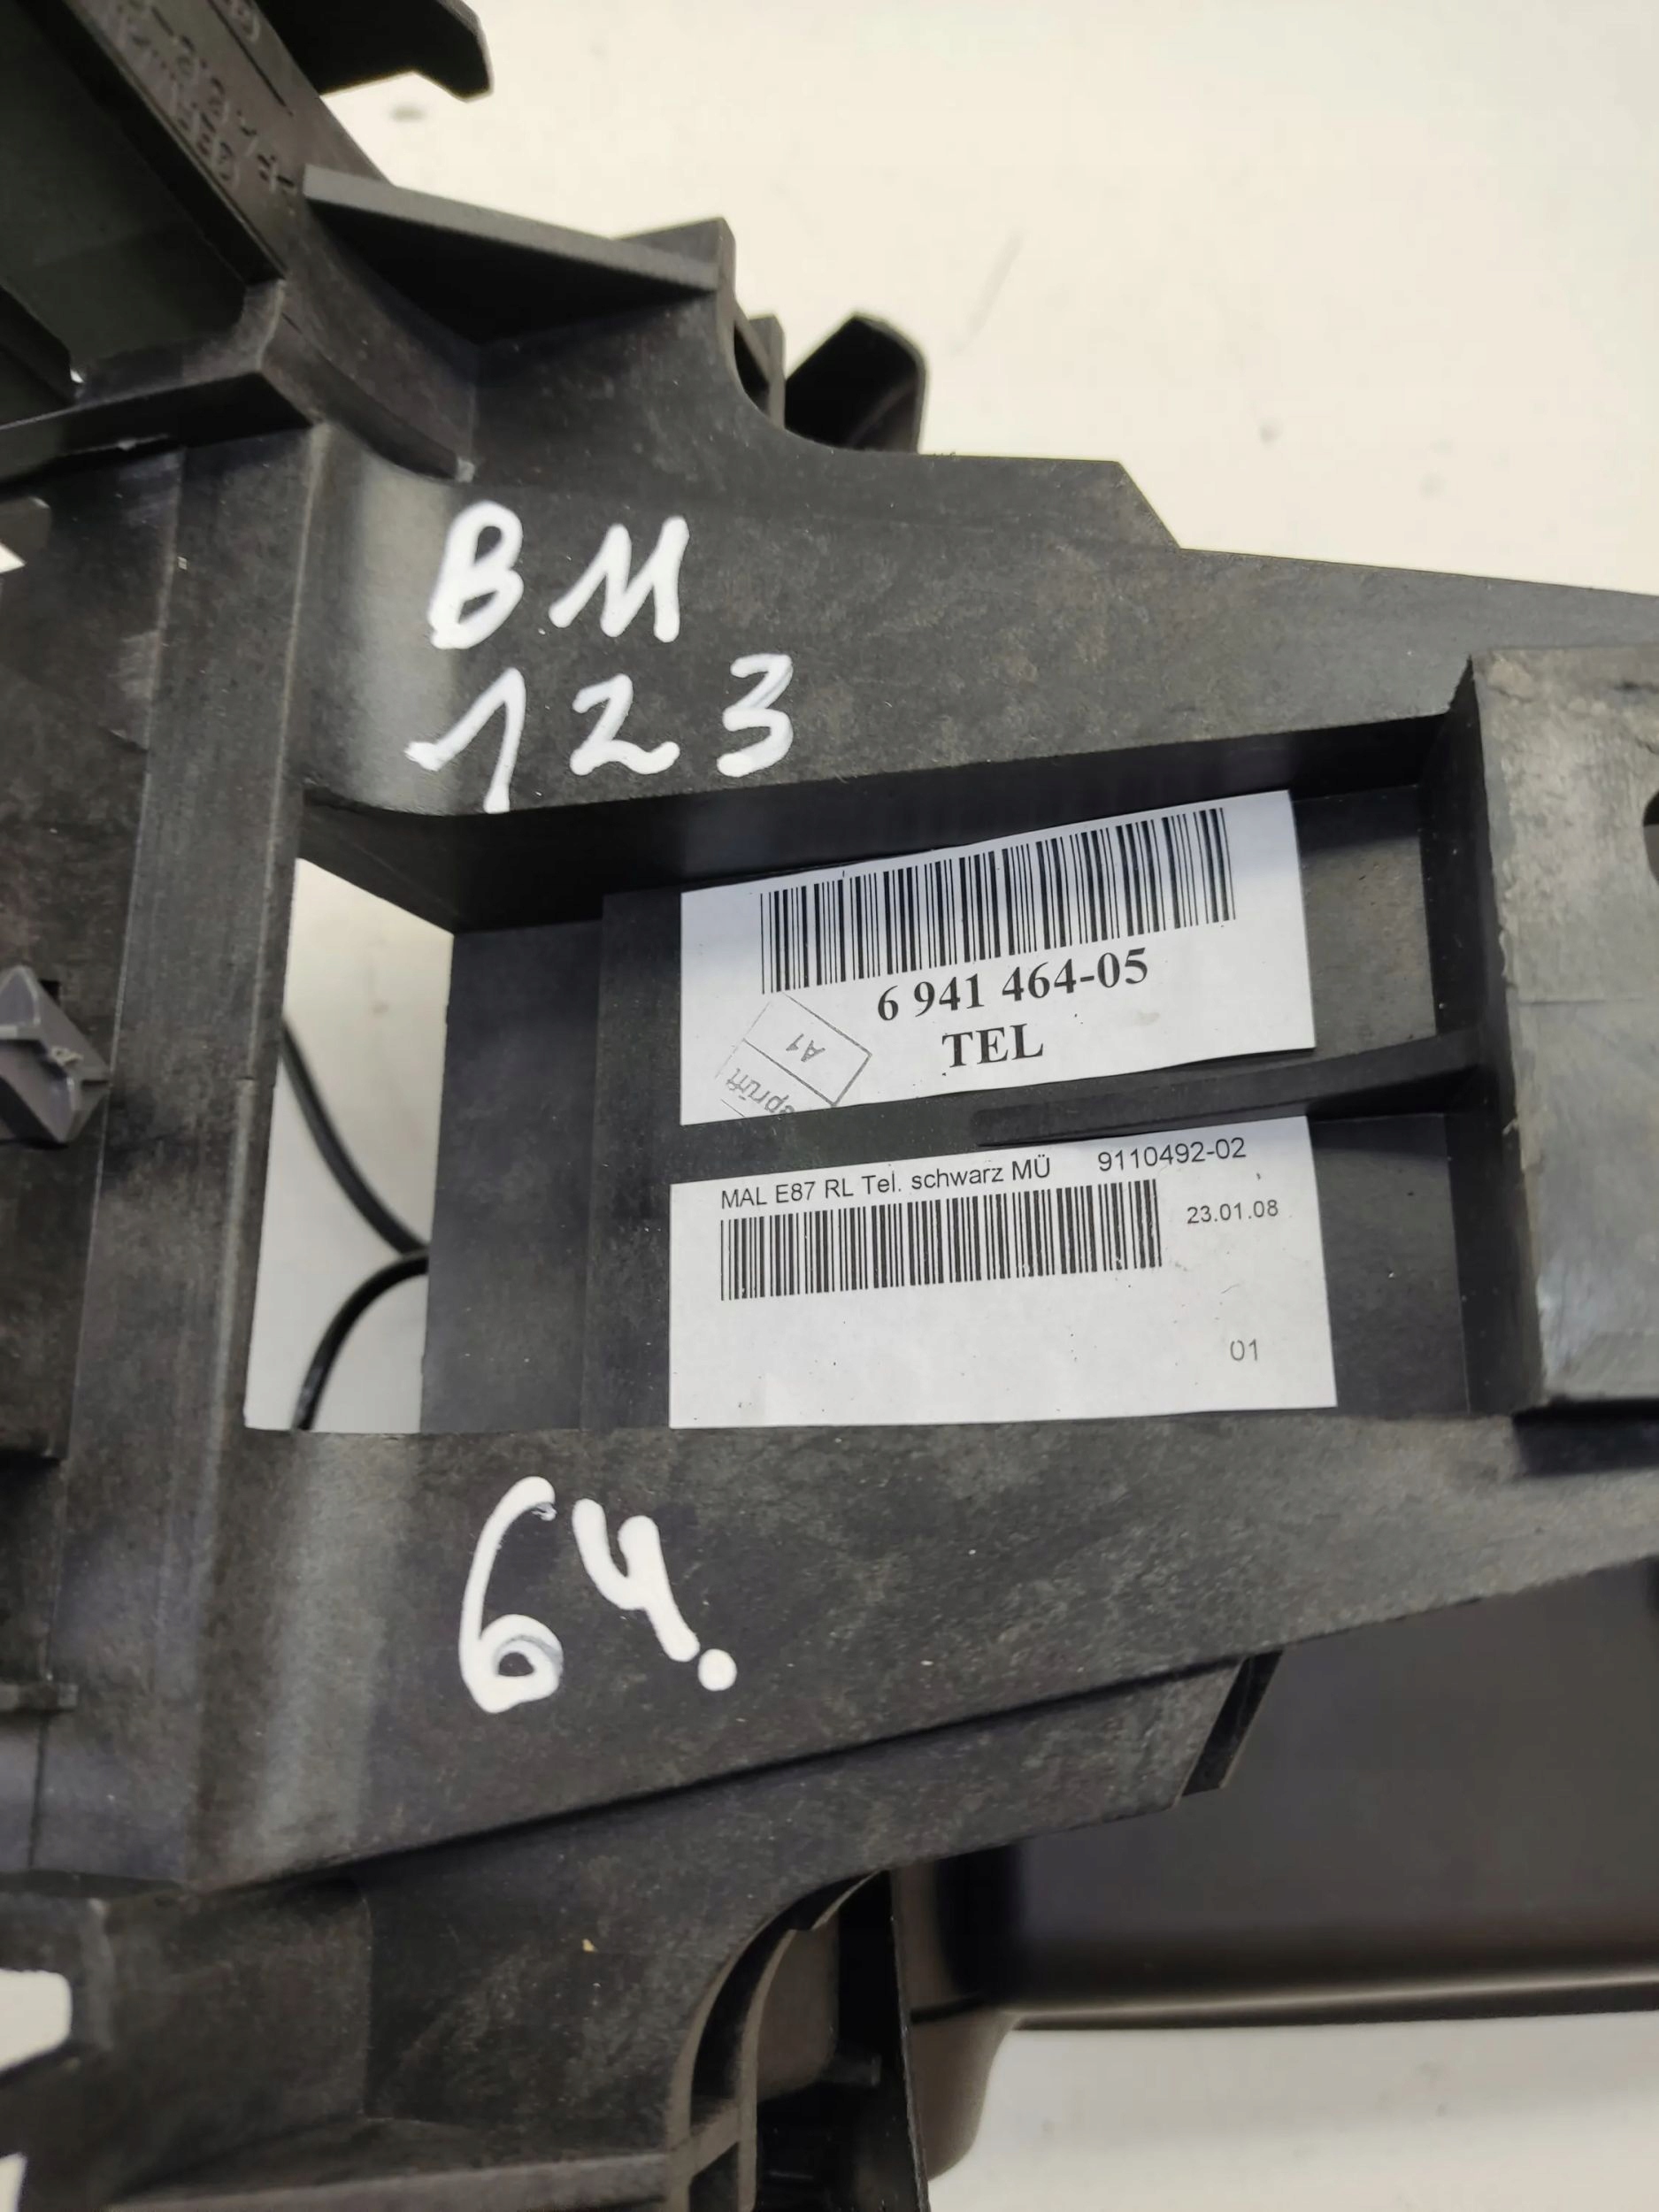 BM
123
6 941 464-05
TEL
A1
eprüft
MAL E87 RL Tel. schwarz MÜ 9110492-02
23.01.08
01
64.